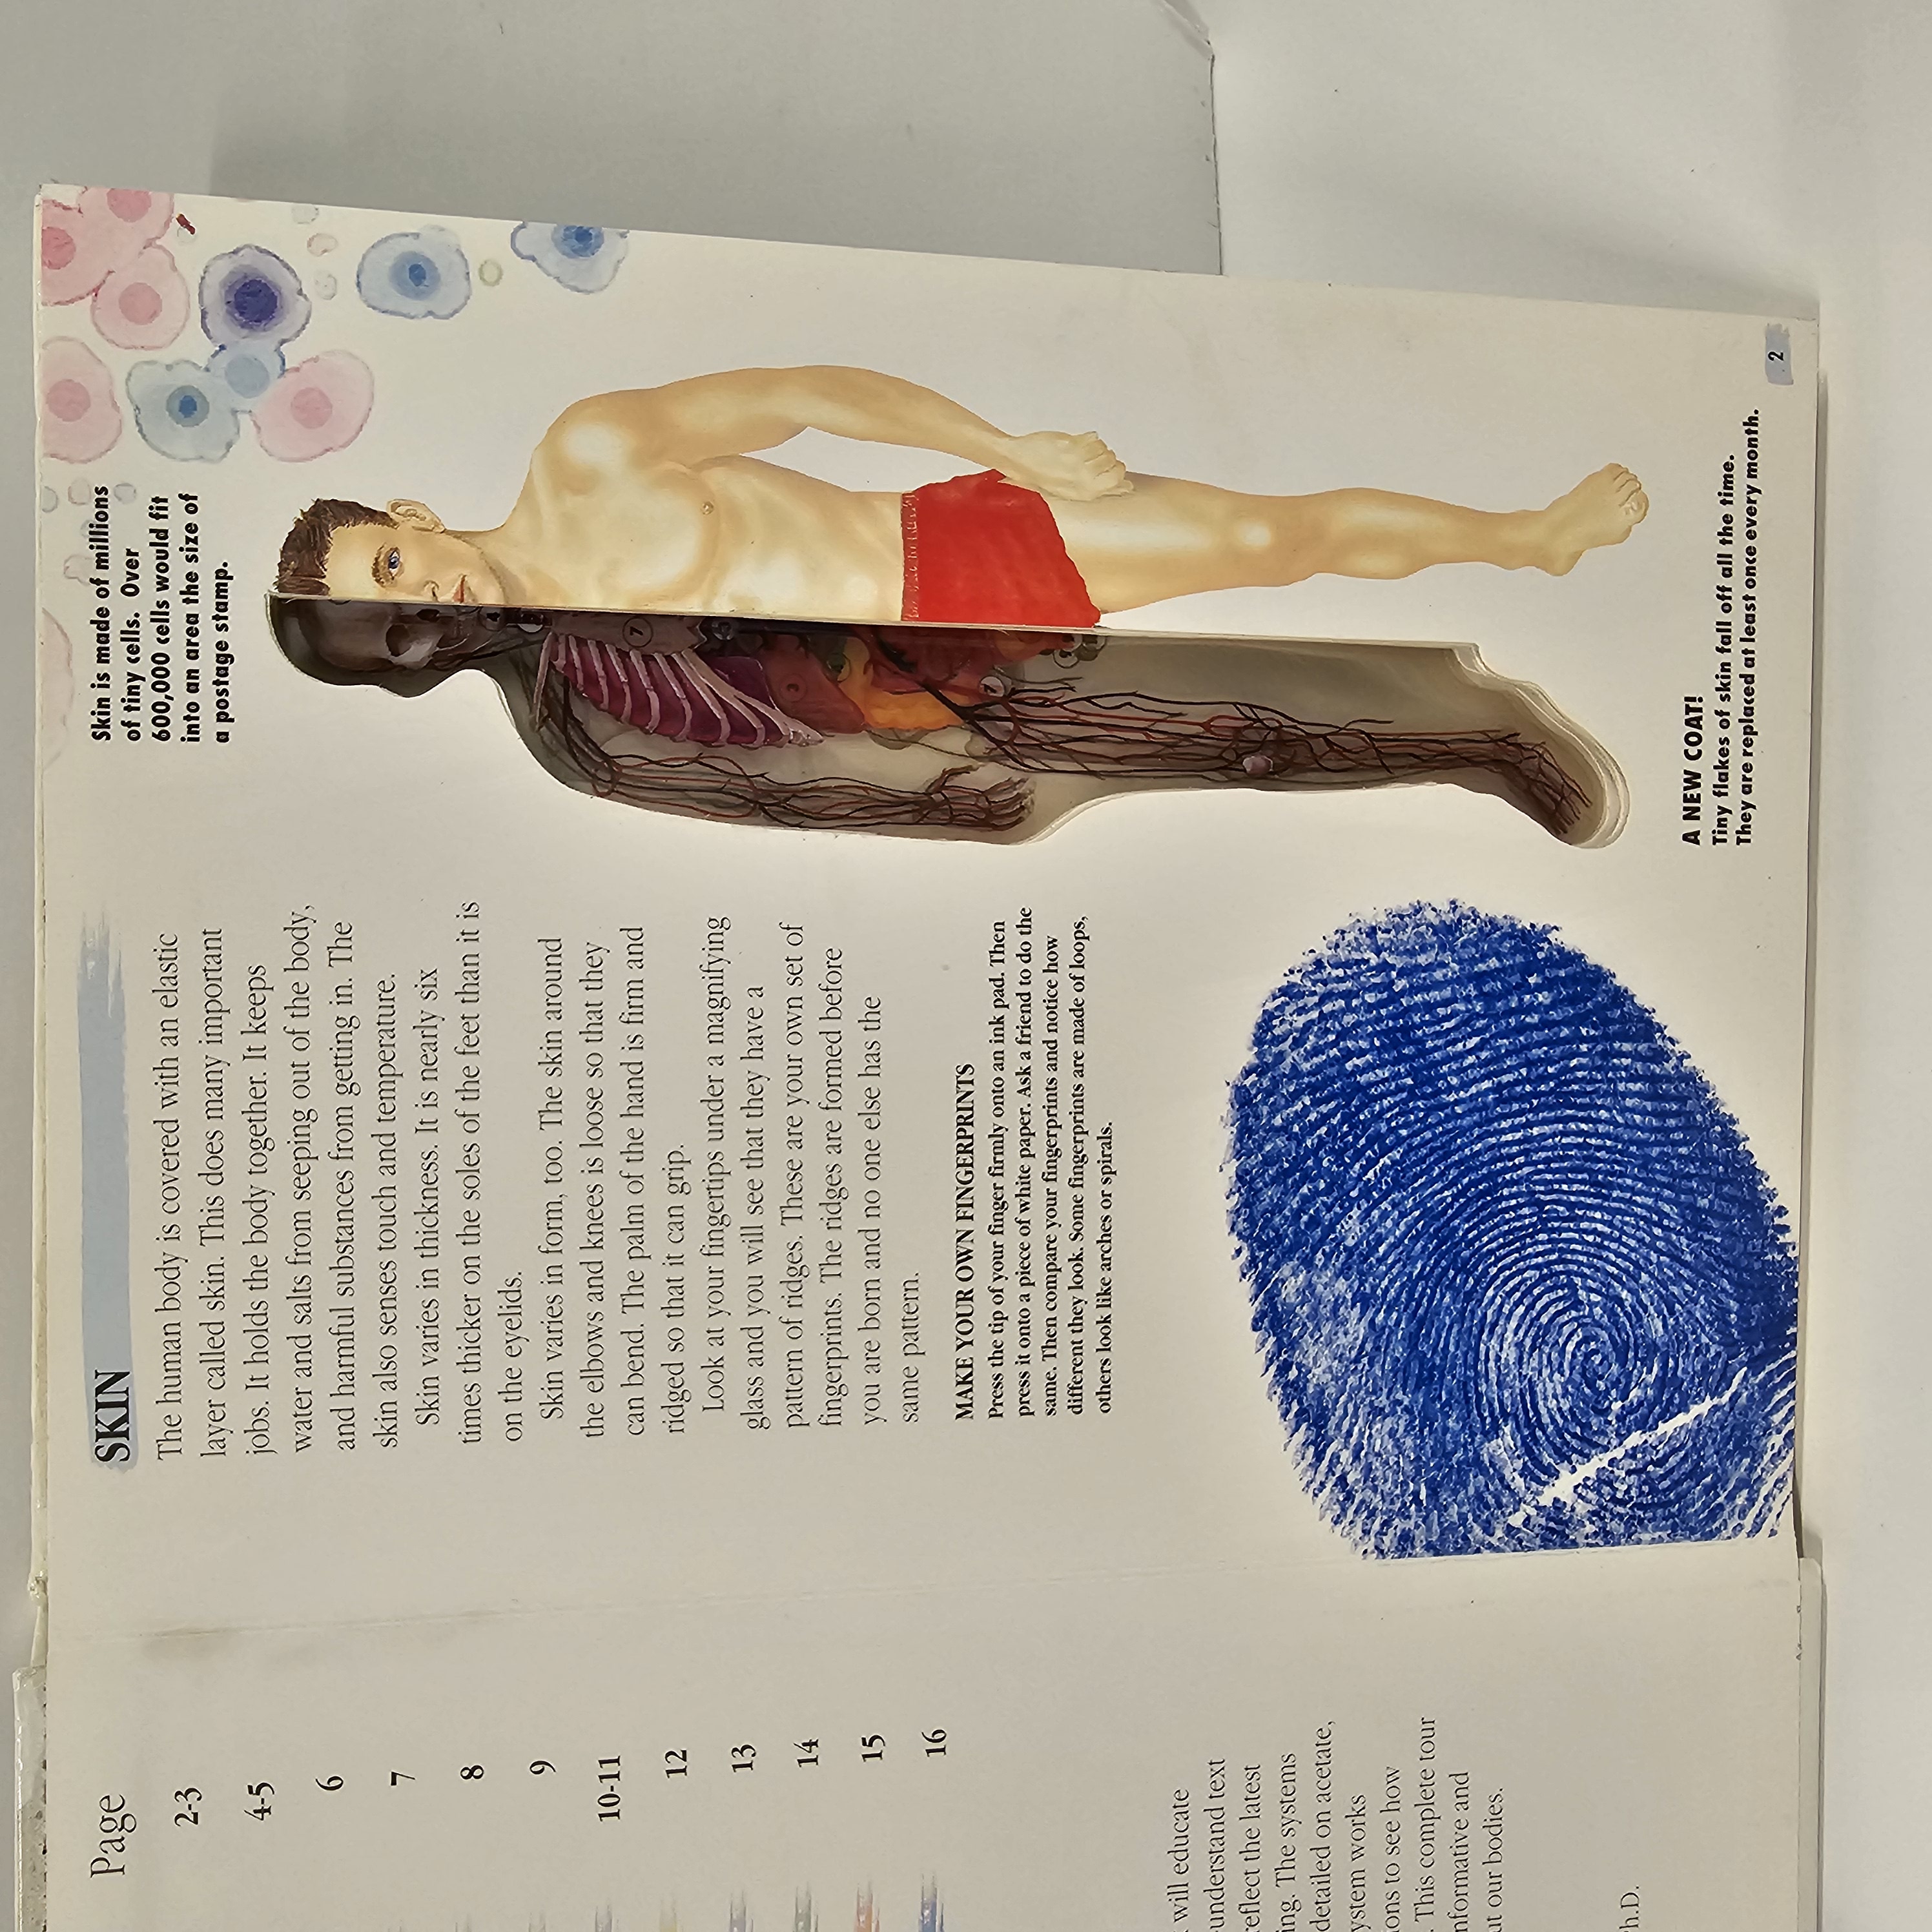 Page
2-3
4-5
6
7
8
9
10-11
12
13
14
15
16
will educate
-understand text
reflect the latest
ing. The systems
detailed on acetate,
ystem works
ions to see how
. This complete tour
nformative and
ut our bodies.
Ph.D.
SKIN
The human body is covered with an elastic
layer called skin. This does many important
jobs. It holds the body together. It keeps
water and salts from seeping out of the body,
and harmful substances from getting in. The
skin also senses touch and temperature.
Skin varies in thickness. It is nearly six
times thicker on the soles of the feet than it is
on the eyelids.
Skin varies in form, too. The skin around
the elbows and knees is loose so that they
can bend. The palm of the hand is firm and
ridged so that it can grip.
Look at your fingertips under a magnifying
glass and you will see that they have a
pattern of ridges. These are your own set of
fingerprints. The ridges are formed before
you are born and no one else has the
same pattern.
MAKE YOUR OWN FINGERPRINTS
Press the tip of your finger firmly onto an ink pad. Then
press it onto a piece of white paper. Ask a friend to do the
same. Then compare your fingerprints and notice how
different they look. Some fingerprints are made of loops,
others look like arches or spirals.
Skin is made of millions
of tiny cells. Over
600,000 cells would fit
into an area the size of
a postage stamp.
4
7
5
3
7
A NEW COAT!
Tiny flakes of skin fall off all the time.
They are replaced at least once every month.
2